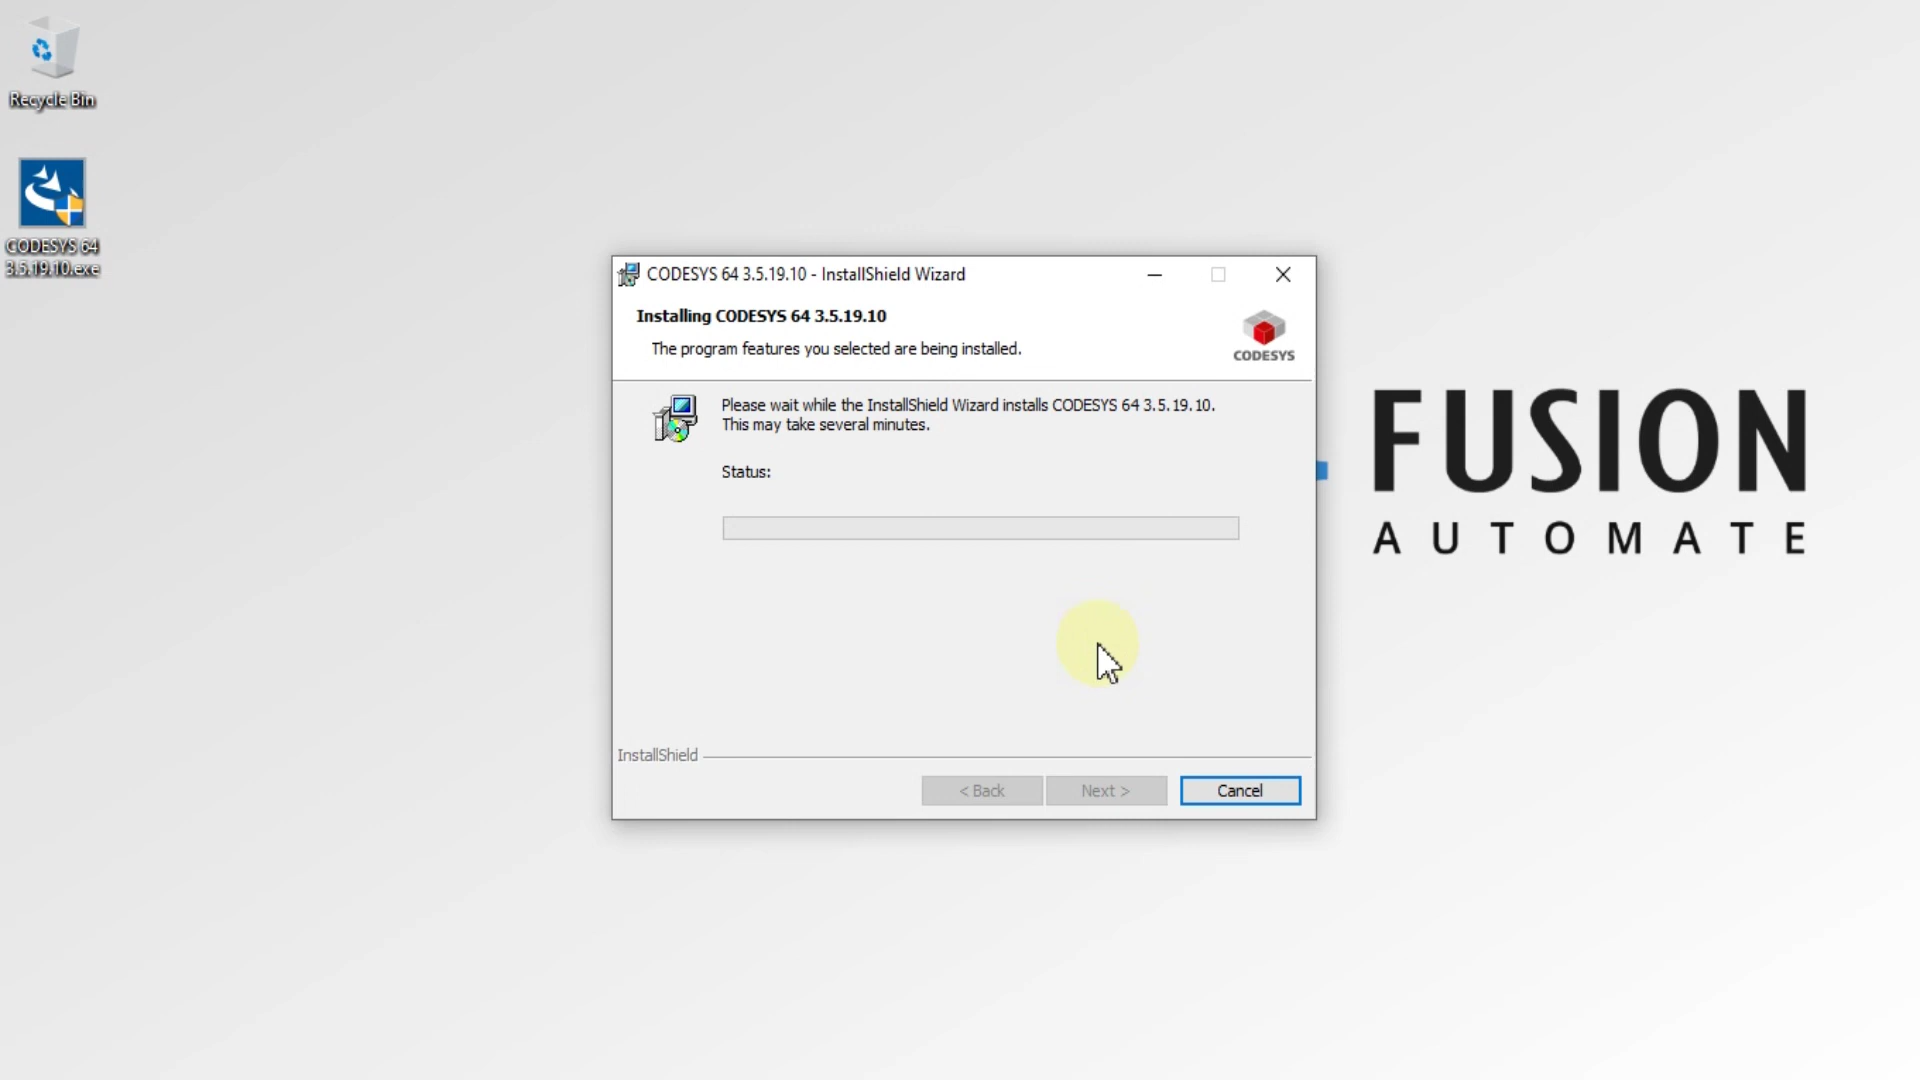 Recycle Bin
CODESYS 64
3.5.19.10.exe
CODESYS 64 3.5.19.10 - InstallShield Wizard
Installing CODESYS 64 3.5.19.10
The program features you selected are being installed.
CODESYS
Please wait while the InstallShield Wizard installs CODESYS 64 3.5.19.10.
This may take several minutes.
Status:
InstallShield
< Back
Next >
Cancel
FUSION
AUTOMATE